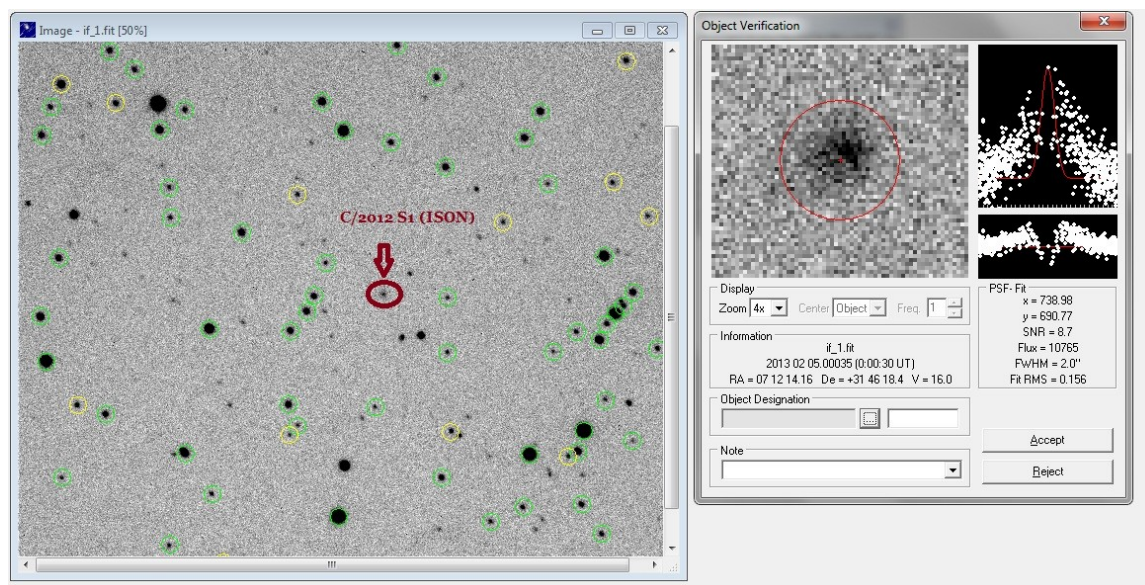 Image - if_1.fit [50%]
C/2012 S1 (ISON)
Object Verification
Display
Zoom 4x Center Object Freq. 1
Information
if_1.fit
2013 02 05.00035 (0:00:30 UT)
RA = 07 12 14.16 De = +31 46 18.4 V = 16.0
Object Designation
...
Note
PSF- Fit
x = 738.98
y = 690.77
SNR = 8.7
Flux = 10765
FWHM = 2.0"
Fit RMS = 0.156
Accept
Reject